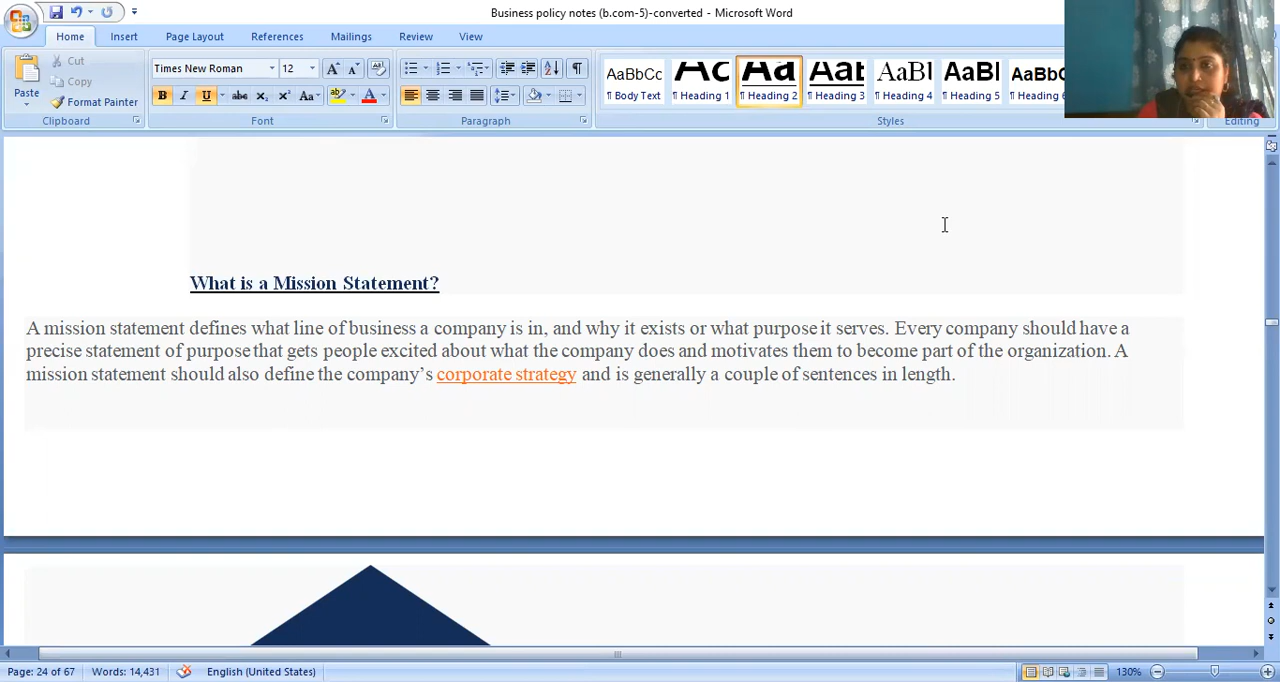 Business policy notes (b.com-5)-converted - Microsoft Word
Home Insert Page Layout References Mailings Review View
Paste
Cut
Copy
Format Painter
Clipboard
Times New Roman 12
Font
Paragraph
AaBbCc AaBbC AaBl AaBbC
¶ Body Text ¶ Heading 1 ¶ Heading 2 ¶ Heading 3 ¶ Heading 4 ¶ Heading 5
Styles
Editing
What is a Mission Statement?
A mission statement defines what line of business a company is in, and why it exists or what purpose it serves. Every company should have a
precise statement of purpose that gets people excited about what the company does and motivates them to become part of the organization. A
mission statement should also define the company’s corporate strategy and is generally a couple of sentences in length.
Page: 24 of 67 Words: 14,431 English (United States) 130%